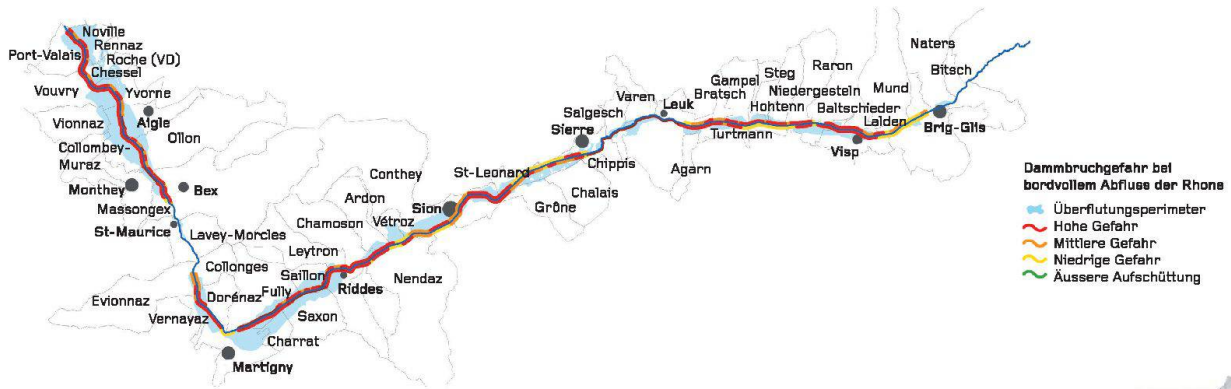 Noville
Rennaz
Port-Valais
Roche (VD)
Chessel
Vouvry
Yvorne
Aigle
Vionnaz
Ollon
Collombey-
Muraz
Monthey
Bex
Massongex
St-Maurice
Lavey-Morcles
Collonges
Evionnaz
Dorénaz
Vernayaz
Fully
Martigny
Charrat
Saxon
Saillon
Riddes
Leytron
Chamoson
Ardon
Vétroz
Conthey
Nendaz
Sion
St-Leonard
Grône
Chalais
Chippis
Sierre
Salgesch
Varen
Leuk
Agarn
Turtmann
Bratsch
Gampel
Steg
Hohtenn
Niedergesteln
Raron
Baltschieder
Visp
Lalden
Mund
Naters
Bitsch
Brig-Glis
Dammbruchgefahr bei
bordvollem Abfluss der Rhone
Überflutungsperimeter
Hohe Gefahr
Mittlere Gefahr
Niedrige Gefahr
Äussere Aufschüttung